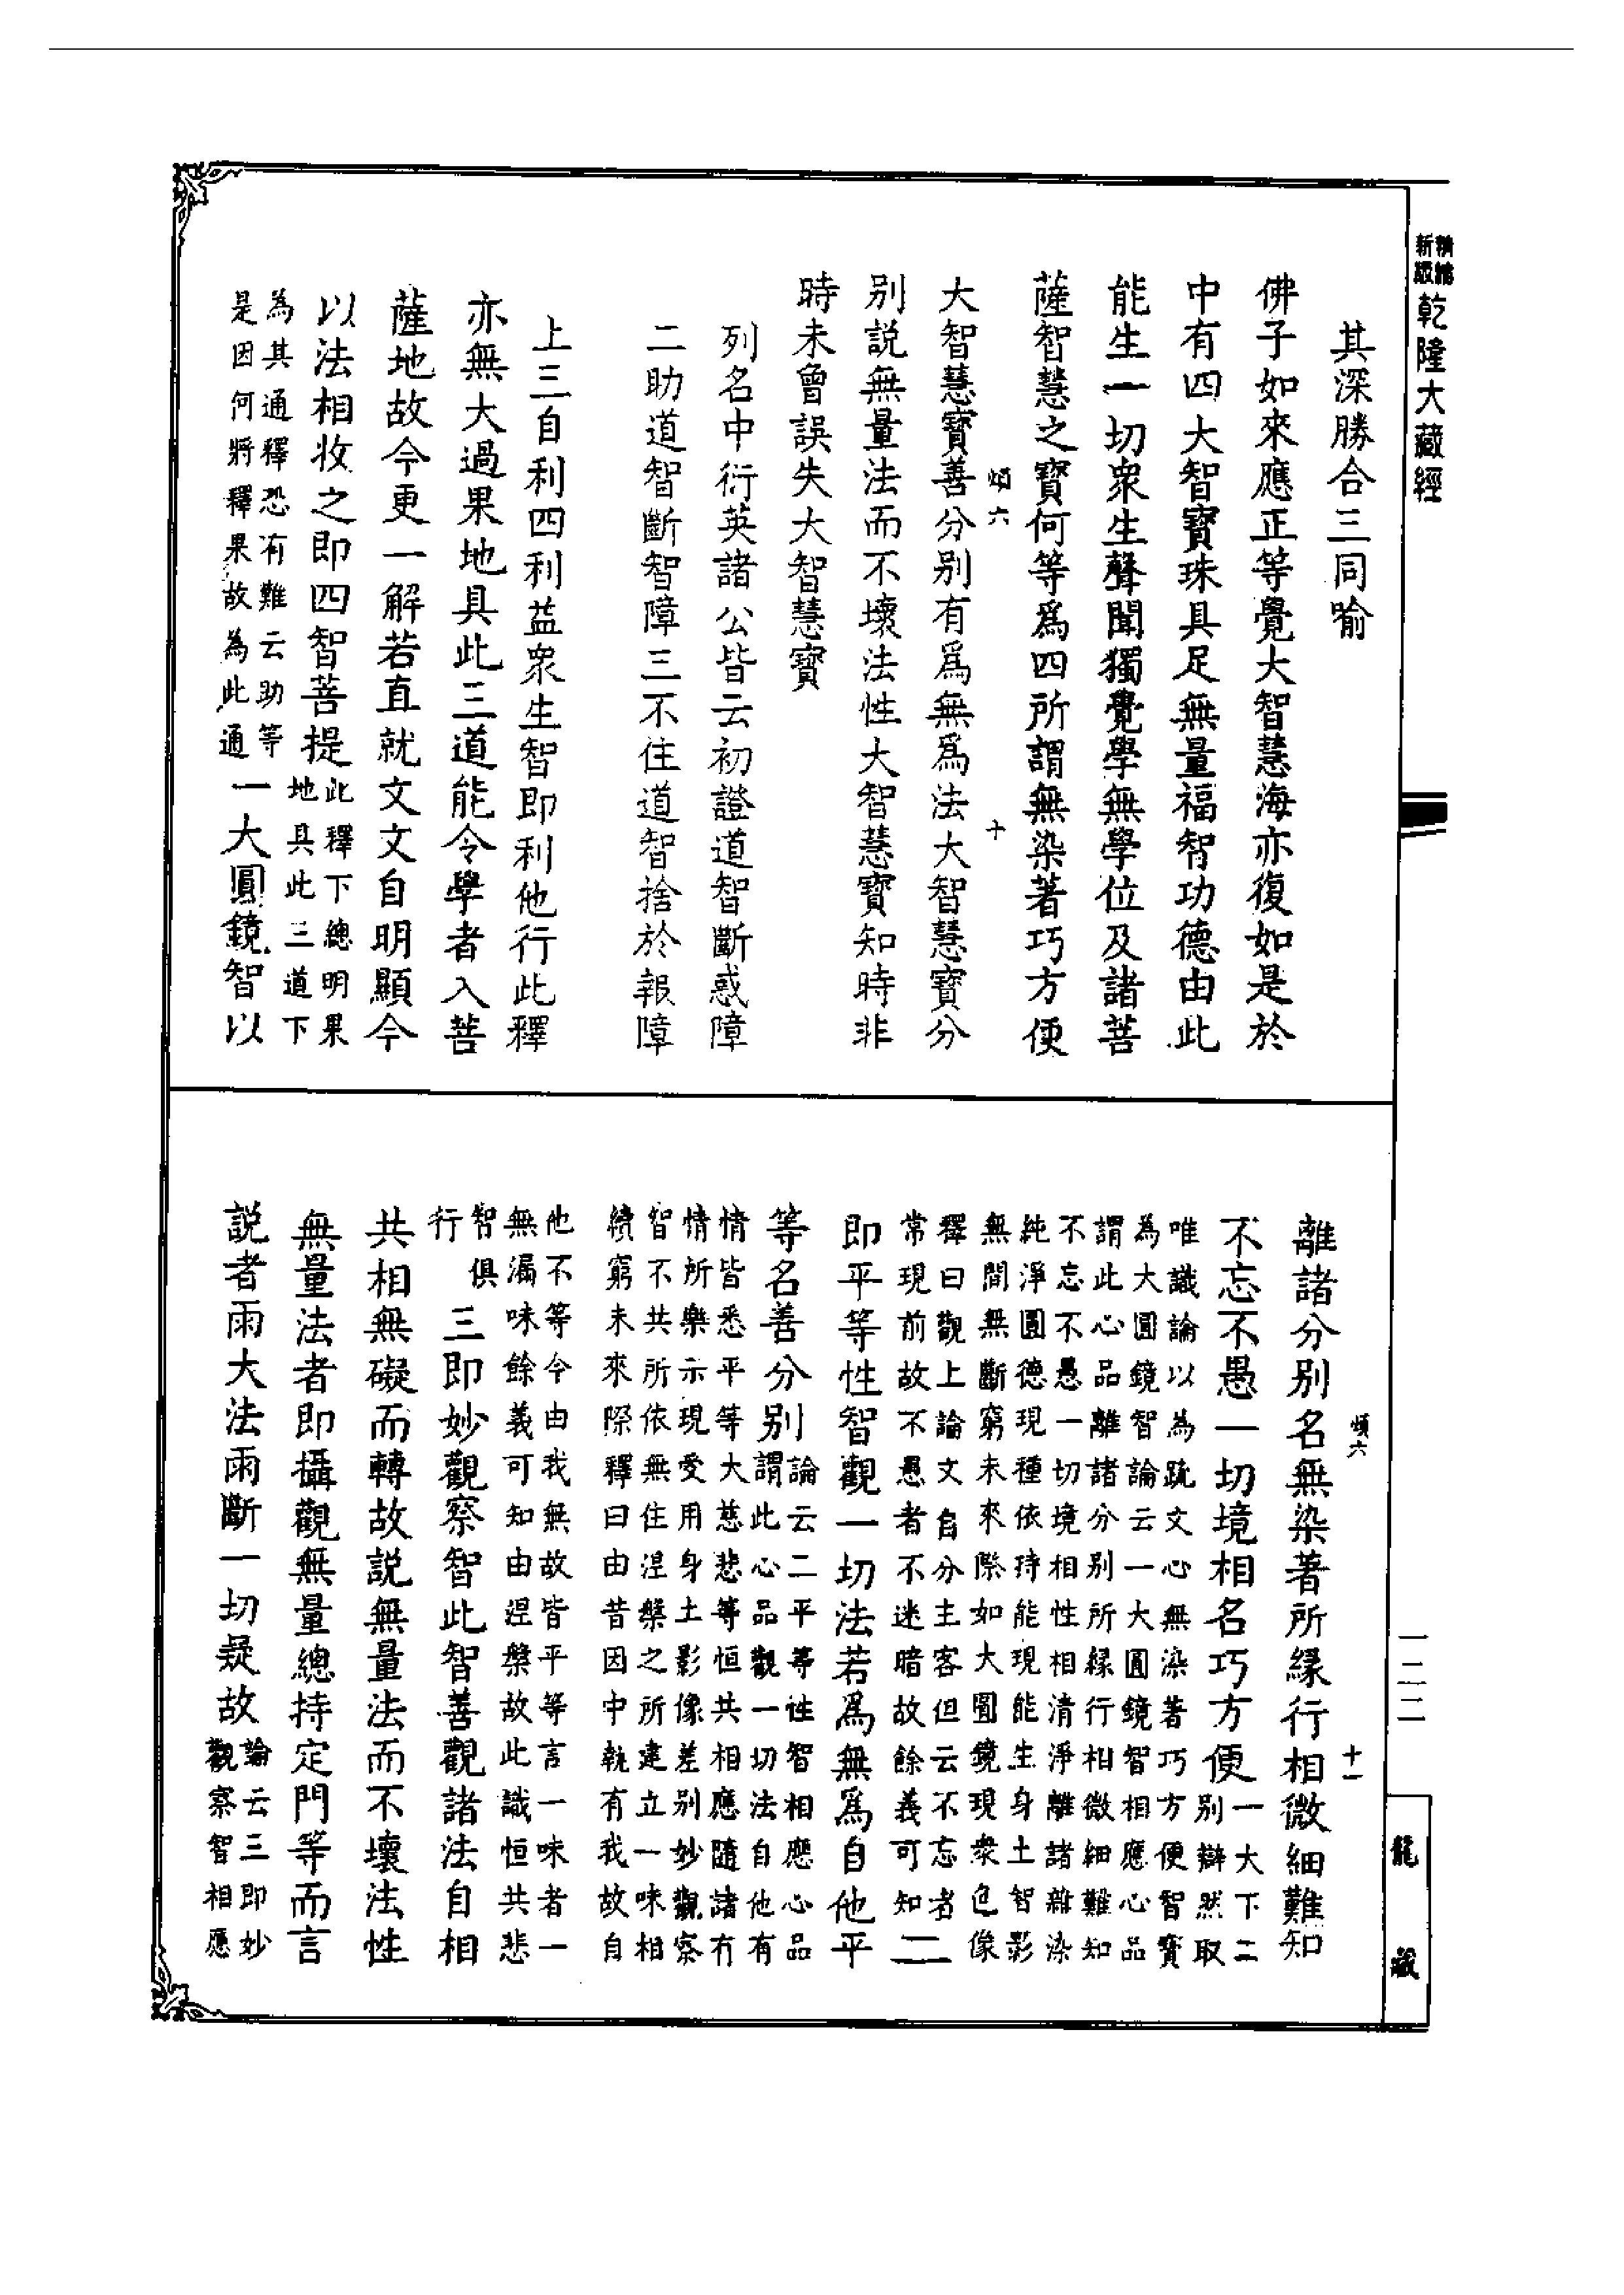 精縮
新版
乾隆大藏經
其深勝合三同喻
佛子如來應正等覺大智慧海亦復如是於
中有四大智寶珠具足無量福智功德由此
能生一切衆生聲聞獨覺學無學位及諸菩
薩智慧之寶何等爲四所謂無染著巧方便
煩六 十
大智慧寶善分别有爲無爲法大智慧寶分
别説無量法而不壞法性大智慧寶知時非
時未曾誤失大智慧寶
列名中衍英諸公皆云初證道智斷惑障
二助道智斷智障三不住道智捨於報障
上三自利四利益衆生智即利他行此釋
亦無大過果地具此三道能令學者入菩
薩地故今更一解若直就文文自明顯今
以法相收之即四智菩提
此釋下總明果
地具此三道下
為其通釋恐有難云助等
是因何將釋果故為此通
一大圓鏡智以
離諸分别名無染著所緣行相微細難知
煩六 十一
不忘不愚一切境相名巧方便
一大下二
别辯然取
唯識論以為疏文心無染著巧方便智寶
為大圓鏡智論云一大圓鏡智相應心品
謂此心品離諸分别所緣行相微細難知
不忘不愚一切境相性相清淨離諸雜染
純淨圓德現種依持能現能生身土智影
無間無斷窮未來際如大圓鏡現衆色像
釋曰觀上論文自分主客但云不忘者
常現前故不愚者不迷暗故餘義可知
二
即平等性智觀一切法若爲無爲自他平
等名善分别
論云二平等性智相應心品
謂此心品觀一切法自他有
情皆悉平等大慈悲等恒共相應隨諸有
情所樂示現受用身土影像差别妙觀察
智不共所依無住涅槃之所建立一味相
續窮未來際釋曰由昔因中執有我故自
他不等今由我無故皆平等言一味者一
無漏味餘義可知由涅槃故此識恒共悲
智俱
行
三即妙觀察智此智善觀諸法自相
共相無礙而轉故説無量法而不壞法性
無量法者即攝觀無量總持定門等而言
説者雨大法雨斷一切疑故
論云三即妙
觀察智相應
一二二
龍藏